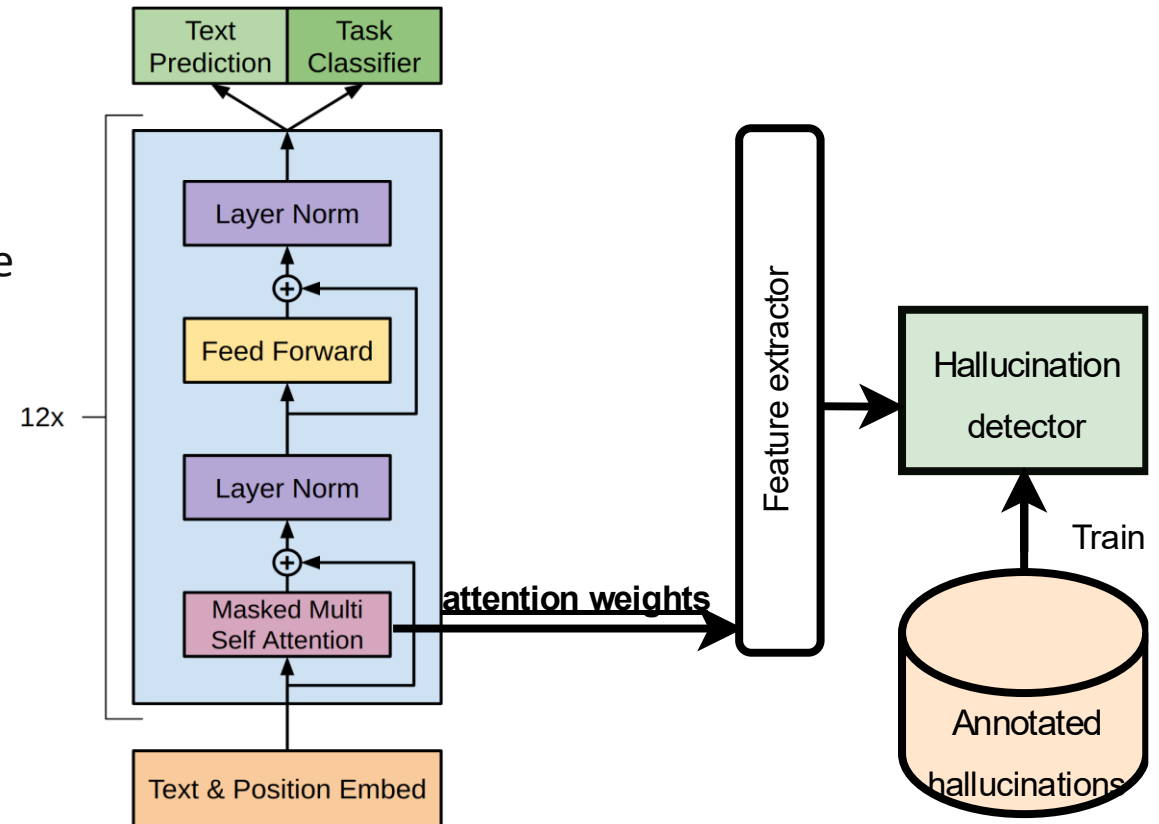 Text
Prediction
Task
Classifier
Layer Norm
e
+
Feed Forward
12x
Layer Norm
+
Masked Multi
Self Attention
Text & Position Embed
attention weights
Feature extractor
Hallucination
detector
Train
Annotated
hallucinations